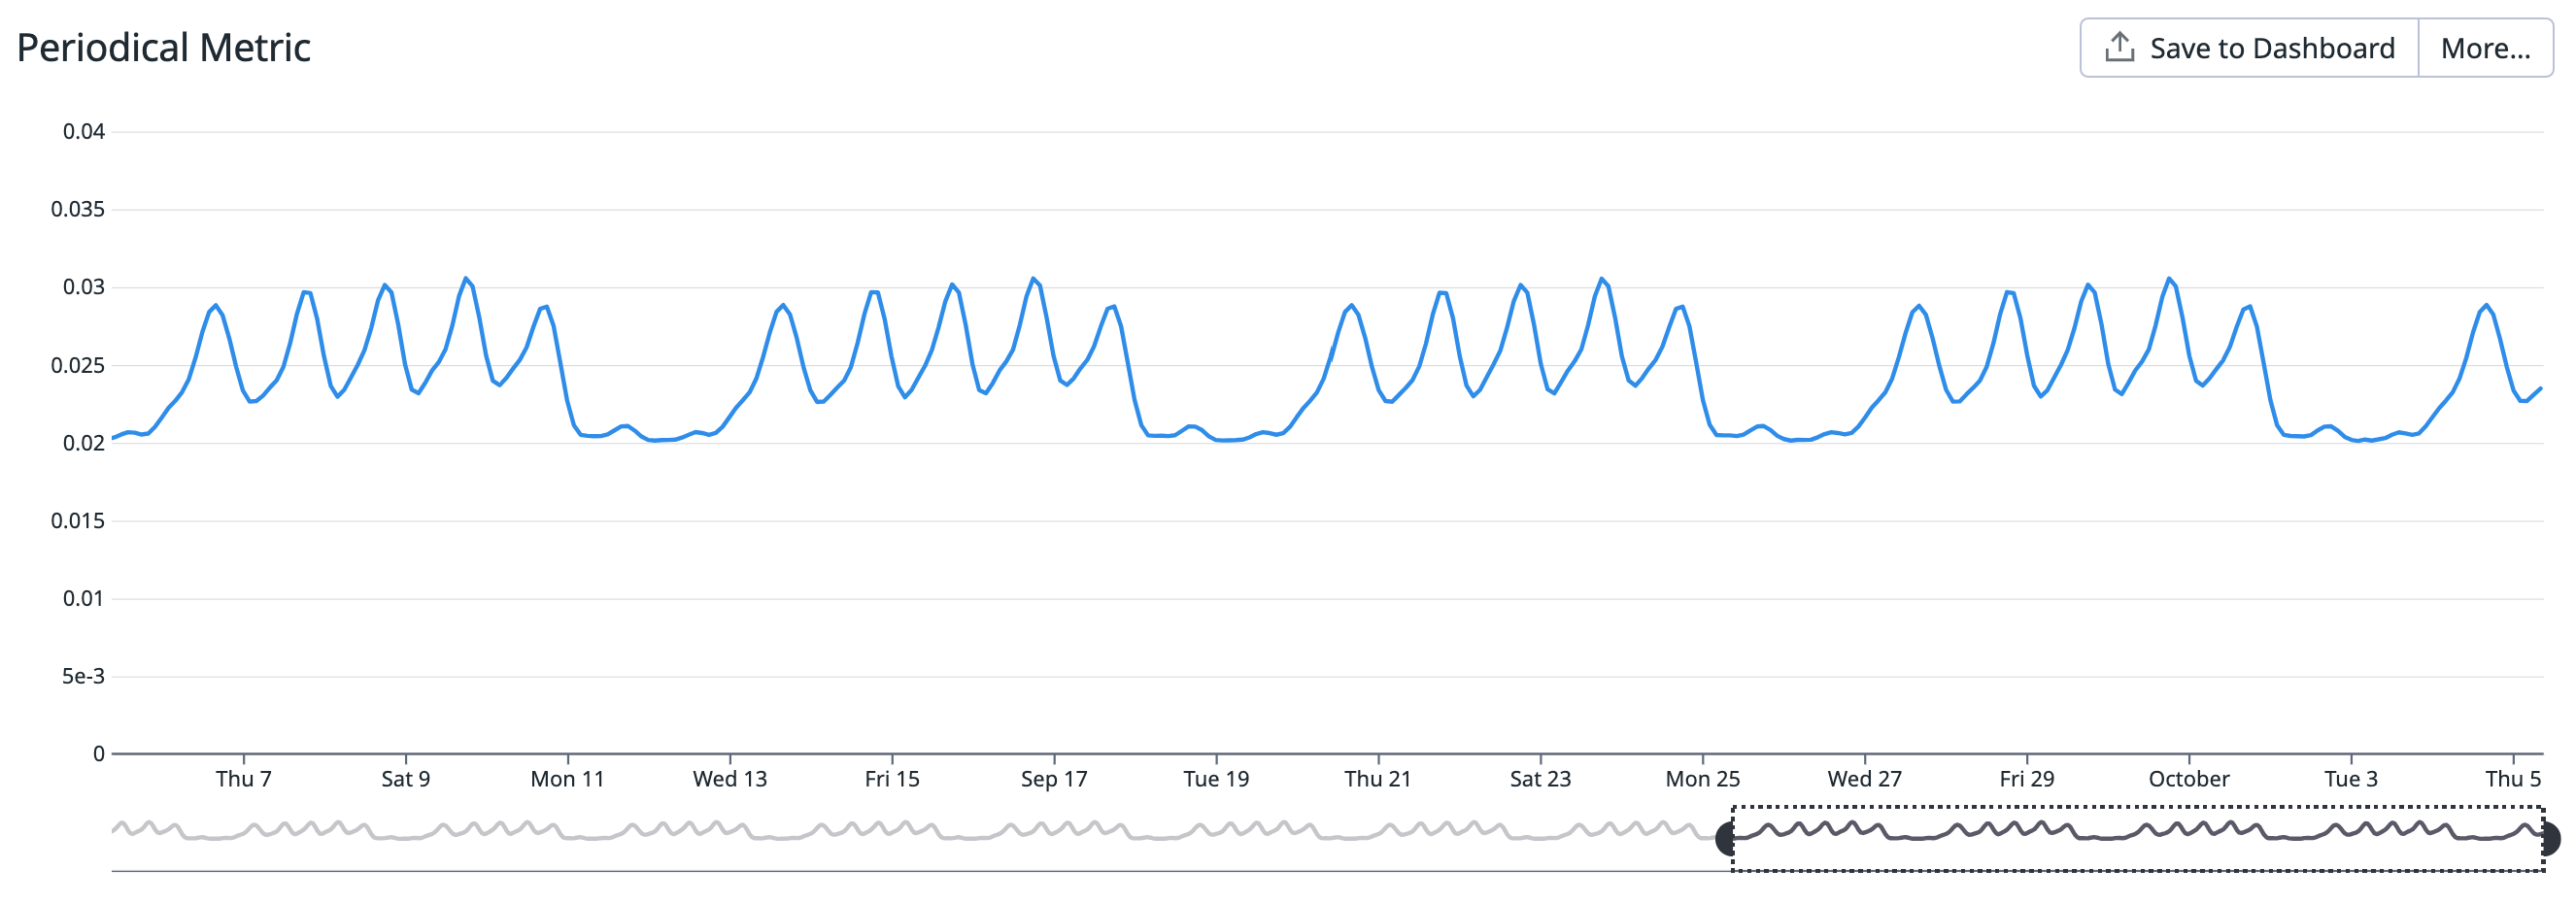 Periodical Metric
Save to Dashboard
More...
0.04
0.035
0.03
0.025
0.02
0.015
0.01
5e-3
0
Thu 7 Sat 9 Mon 11 Wed 13 Fri 15 Sep 17 Tue 19 Thu 21 Sat 23 Mon 25 Wed 27 Fri 29 October Tue 3 Thu 5